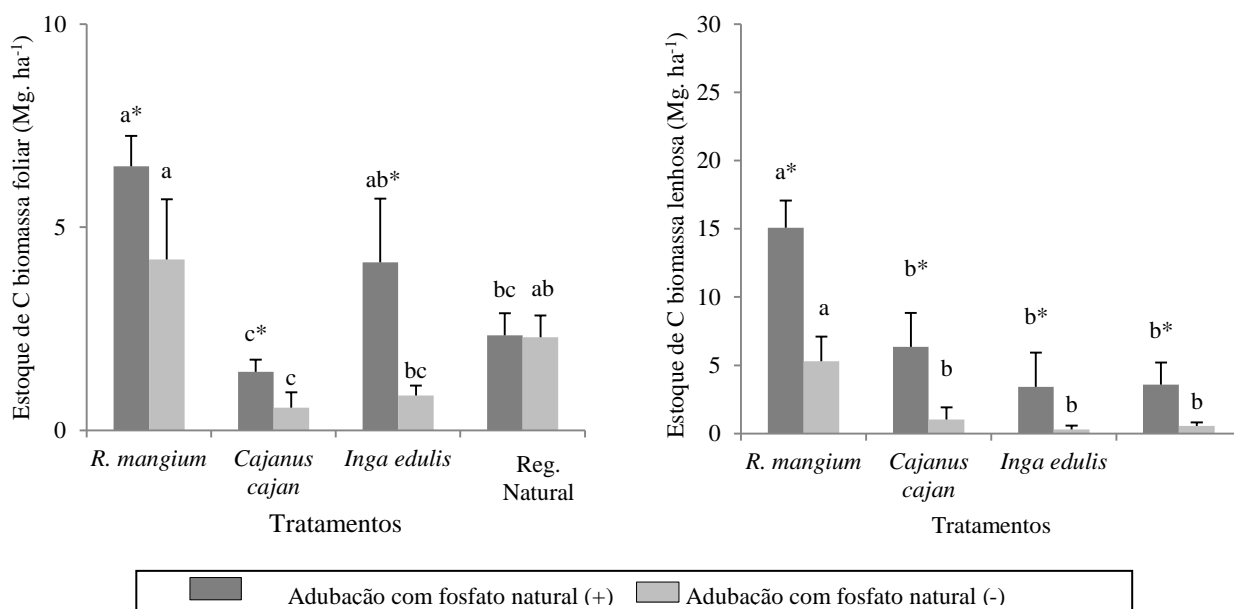 Estoque de C biomassa foliar (Mg. ha-1)
10
5
0
a*
a
c*
c
ab*
bc
bc
ab
R. mangium
Cajanus cajan
Inga edulis
Reg. Natural
Tratamentos
Estoque de C biomassa lenhosa (Mg. ha-1)
30
25
20
15
10
5
0
a*
a
b*
b
b*
b
b*
b
R. mangium
Cajanus cajan
Inga edulis
Tratamentos
Adubação com fosfato natural (+)
Adubação com fosfato natural (-)